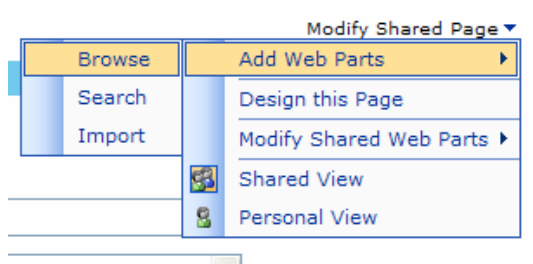 Modify Shared Page
Browse
Add Web Parts
Search
Design this Page
Import
Modify Shared Web Parts
Shared View
Personal View